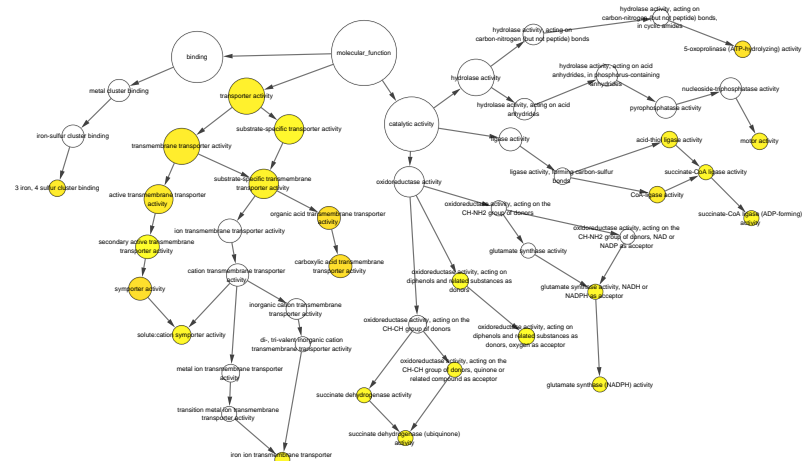 hydrolase activity, acting on
carbon-nitrogen (but not peptide) bonds,
in cyclic amides
hydrolase activity, acting on
carbon-nitrogen (but not peptide) bonds
5-oxoprolinase (ATP-hydrolyzing) activity
molecular_function
binding
hydrolase activity
hydrolase activity, acting on acid
anhydrides, in phosphorus-containing
anhydrides
nucleoside-triphosphatase activity
metal cluster binding
transporter activity
hydrolase activity, acting on acid
anhydrides
pyrophosphatase activity
catalytic activity
substrate-specific transporter activity
iron-sulfur cluster binding
ligase activity
acid-thiol ligase activity
motor activity
transmembrane transporter activity
3 iron, 4 sulfur cluster binding
substrate-specific transmembrane
transporter activity
oxidoreductase activity
ligase activity, forming carbon-sulfur
bonds
succinate-CoA ligase activity
CoA-ligase activity
active transmembrane transporter
activity
organic acid transmembrane transporter
activity
oxidoreductase activity, acting on the
CH-NH2 group of donors
succinate-CoA ligase (ADP-forming)
activity
ion transmembrane transporter activity
oxidoreductase activity, acting on the
CH-NH2 group of donors, NAD or
NADP as acceptor
secondary active transmembrane
transporter activity
glutamate synthase activity
carboxylic acid transmembrane
transporter activity
cation transmembrane transporter
activity
oxidoreductase activity, acting on
diphenols and related substances as
donors
symporter activity
glutamate synthase activity, NADH or
NADPH as acceptor
inorganic cation transmembrane
transporter activity
oxidoreductase activity, acting on the
CH-CH group of donors
oxidoreductase activity, acting on
diphenols and related substances as
donors, oxygen as acceptor
solute:cation symporter activity
di-, tri-valent inorganic cation
transmembrane transporter activity
oxidoreductase activity, acting on the
CH-CH group of donors, quinone or
related compound as acceptor
metal ion transmembrane transporter
activity
glutamate synthase (NADPH) activity
succinate dehydrogenase activity
transition metal ion transmembrane
transporter activity
succinate dehydrogenase (ubiquinone)
activity
iron ion transmembrane transporter